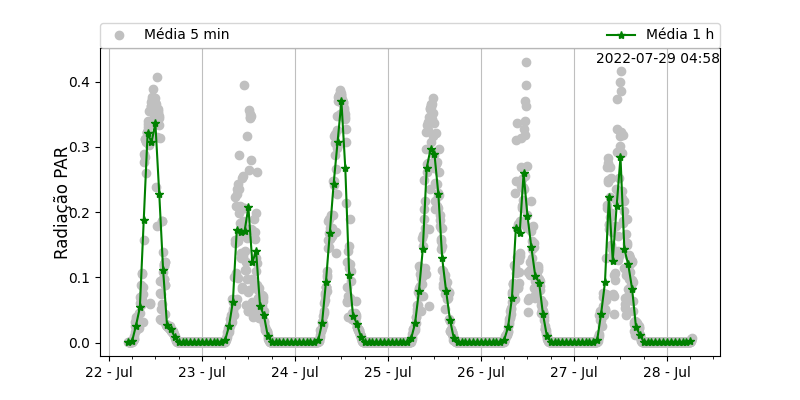 Média 5 min Média 1 h
2022-07-29 04:58
Radiação PAR
0.4
0.3
0.2
0.1
0.0
22 - Jul 23 - Jul 24 - Jul 25 - Jul 26 - Jul 27 - Jul 28 - Jul